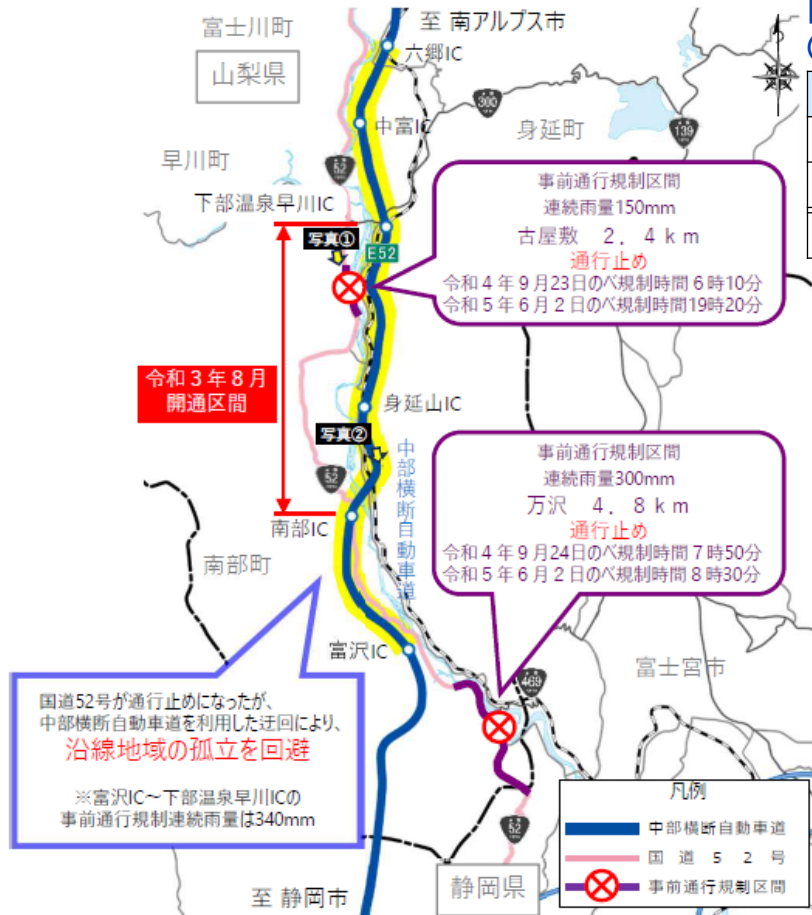 富士川町
至 南アルプス市
六郷IC
山梨県
300
中富IC
身延町
139
早川町
52
下部温泉早川IC
写真①
E52
事前通行規制区間
連続雨量150mm
古屋敷 2.4km
通行止め
令和4年9月23日のべ規制時間6時10分
令和5年6月2日のべ規制時間19時20分
令和3年8月
開通区間
身延山IC
写真②
中部横断自動車道
52
事前通行規制区間
連続雨量300mm
万沢 4.8km
通行止め
令和4年9月24日のべ規制時間7時50分
令和5年6月2日のべ規制時間8時30分
南部IC
南部町
富沢IC
富士宮市
469
国道52号が通行止めになったが、
中部横断自動車道を利用した迂回により、
沿線地域の孤立を回避
※富沢IC～下部温泉早川ICの
事前通行規制連続雨量は340mm
凡例
中部横断自動車道
国道52号
事前通行規制区間
52
静岡県
至 静岡市